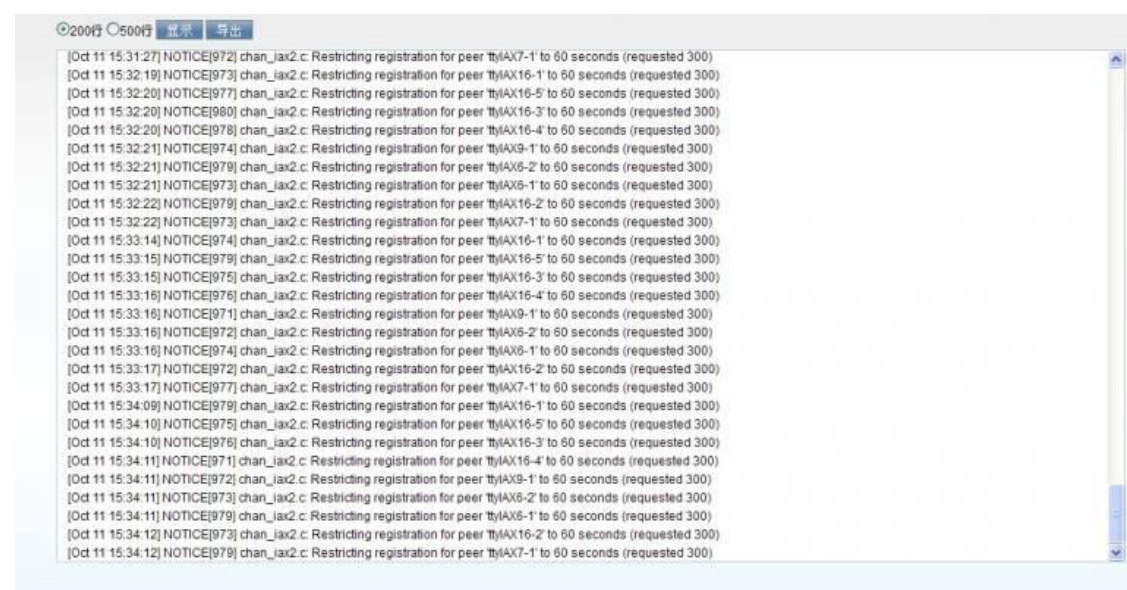 200行 500行 显示 导出
[Oct 11 15:31:27] NOTICE[972] chan_iax2.c: Restricting registration for peer 'ttyIAX7-1' to 60 seconds (requested 300)
[Oct 11 15:32:19] NOTICE[973] chan_iax2.c: Restricting registration for peer 'ttyIAX16-1' to 60 seconds (requested 300)
[Oct 11 15:32:20] NOTICE[977] chan_iax2.c: Restricting registration for peer 'ttyIAX16-5' to 60 seconds (requested 300)
[Oct 11 15:32:20] NOTICE[980] chan_iax2.c: Restricting registration for peer 'ttyIAX16-3' to 60 seconds (requested 300)
[Oct 11 15:32:20] NOTICE[978] chan_iax2.c: Restricting registration for peer 'ttyIAX16-4' to 60 seconds (requested 300)
[Oct 11 15:32:21] NOTICE[974] chan_iax2.c: Restricting registration for peer 'ttyIAX9-1' to 60 seconds (requested 300)
[Oct 11 15:32:21] NOTICE[979] chan_iax2.c: Restricting registration for peer 'ttyIAX6-2' to 60 seconds (requested 300)
[Oct 11 15:32:21] NOTICE[973] chan_iax2.c: Restricting registration for peer 'ttyIAX6-1' to 60 seconds (requested 300)
[Oct 11 15:32:22] NOTICE[979] chan_iax2.c: Restricting registration for peer 'ttyIAX16-2' to 60 seconds (requested 300)
[Oct 11 15:32:22] NOTICE[973] chan_iax2.c: Restricting registration for peer 'ttyIAX7-1' to 60 seconds (requested 300)
[Oct 11 15:33:14] NOTICE[974] chan_iax2.c: Restricting registration for peer 'ttyIAX16-1' to 60 seconds (requested 300)
[Oct 11 15:33:15] NOTICE[979] chan_iax2.c: Restricting registration for peer 'ttyIAX16-5' to 60 seconds (requested 300)
[Oct 11 15:33:15] NOTICE[975] chan_iax2.c: Restricting registration for peer 'ttyIAX16-3' to 60 seconds (requested 300)
[Oct 11 15:33:16] NOTICE[976] chan_iax2.c: Restricting registration for peer 'ttyIAX16-4' to 60 seconds (requested 300)
[Oct 11 15:33:16] NOTICE[971] chan_iax2.c: Restricting registration for peer 'ttyIAX9-1' to 60 seconds (requested 300)
[Oct 11 15:33:16] NOTICE[972] chan_iax2.c: Restricting registration for peer 'ttyIAX6-2' to 60 seconds (requested 300)
[Oct 11 15:33:16] NOTICE[974] chan_iax2.c: Restricting registration for peer 'ttyIAX6-1' to 60 seconds (requested 300)
[Oct 11 15:33:17] NOTICE[972] chan_iax2.c: Restricting registration for peer 'ttyIAX16-2' to 60 seconds (requested 300)
[Oct 11 15:33:17] NOTICE[977] chan_iax2.c: Restricting registration for peer 'ttyIAX7-1' to 60 seconds (requested 300)
[Oct 11 15:34:09] NOTICE[979] chan_iax2.c: Restricting registration for peer 'ttyIAX16-1' to 60 seconds (requested 300)
[Oct 11 15:34:10] NOTICE[975] chan_iax2.c: Restricting registration for peer 'ttyIAX16-5' to 60 seconds (requested 300)
[Oct 11 15:34:10] NOTICE[976] chan_iax2.c: Restricting registration for peer 'ttyIAX16-3' to 60 seconds (requested 300)
[Oct 11 15:34:11] NOTICE[971] chan_iax2.c: Restricting registration for peer 'ttyIAX16-4' to 60 seconds (requested 300)
[Oct 11 15:34:11] NOTICE[972] chan_iax2.c: Restricting registration for peer 'ttyIAX9-1' to 60 seconds (requested 300)
[Oct 11 15:34:11] NOTICE[973] chan_iax2.c: Restricting registration for peer 'ttyIAX6-2' to 60 seconds (requested 300)
[Oct 11 15:34:11] NOTICE[979] chan_iax2.c: Restricting registration for peer 'ttyIAX6-1' to 60 seconds (requested 300)
[Oct 11 15:34:12] NOTICE[973] chan_iax2.c: Restricting registration for peer 'ttyIAX16-2' to 60 seconds (requested 300)
[Oct 11 15:34:12] NOTICE[979] chan_iax2.c: Restricting registration for peer 'ttyIAX7-1' to 60 seconds (requested 300)